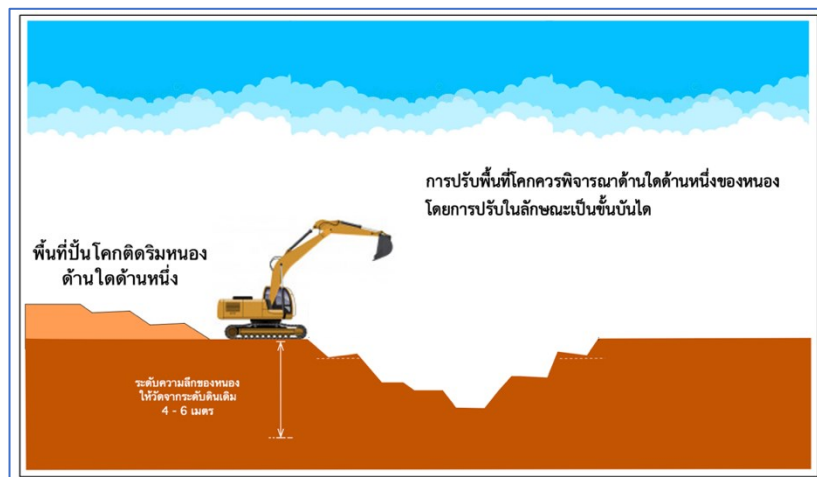 การปรับพื้นที่โคกควรพิจารณาด้านใดด้านหนึ่งของหนอง
โดยการปรับในลักษณะเป็นขั้นบันได
พื้นที่ปั้นโคกติดริมหนอง
ด้านใดด้านหนึ่ง
ระดับความลึกของหนอง
ให้วัดจากระดับดินเดิม
4 - 6 เมตร